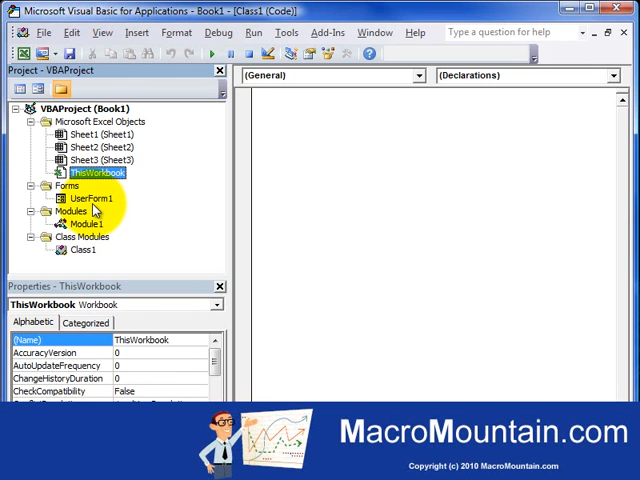 Microsoft Visual Basic for Applications - Book1 - [Class1 (Code)]
File Edit View Insert Format Debug Run Tools Add-Ins Window Help
Type a question for help
Project - VBAProject
(General) (Declarations)
VBAProject (Book1)
Microsoft Excel Objects
Sheet1 (Sheet1)
Sheet2 (Sheet2)
Sheet3 (Sheet3)
ThisWorkbook
Forms
UserForm1
Modules
Module1
Class Modules
Class1
Properties - ThisWorkbook
ThisWorkbook Workbook
Alphabetic Categorized
(Name) ThisWorkbook
AccuracyVersion 0
AutoUpdateFrequency 0
ChangeHistoryDuration 0
CheckCompatibility False
MacroMountain.com
Copyright (c) 2010 MacroMountain.com